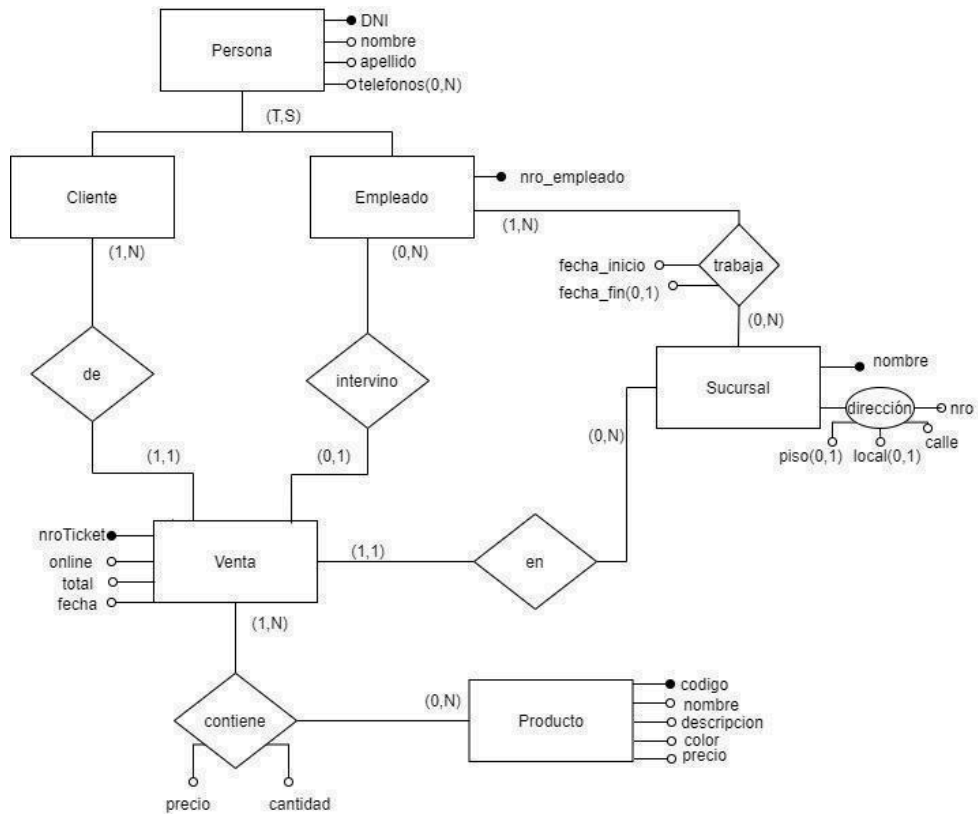 DNI
nombre
Persona
apellido
telefonos(0,N)
(T,S)
Cliente
Empleado
nro_empleado
(1,N)
(0,N)
(1,N)
fecha_inicio
trabaja
fecha_fin(0,1)
(0,N)
de
intervino
nombre
Sucursal
dirección
nro
calle
piso(0,1)
local(0,1)
(0,N)
(1,1)
(0,1)
nroTicket
online
Venta
(1,1)
en
total
fecha
(1,N)
(0,N)
codigo
nombre
contiene
Producto
descripcion
color
precio
precio
cantidad